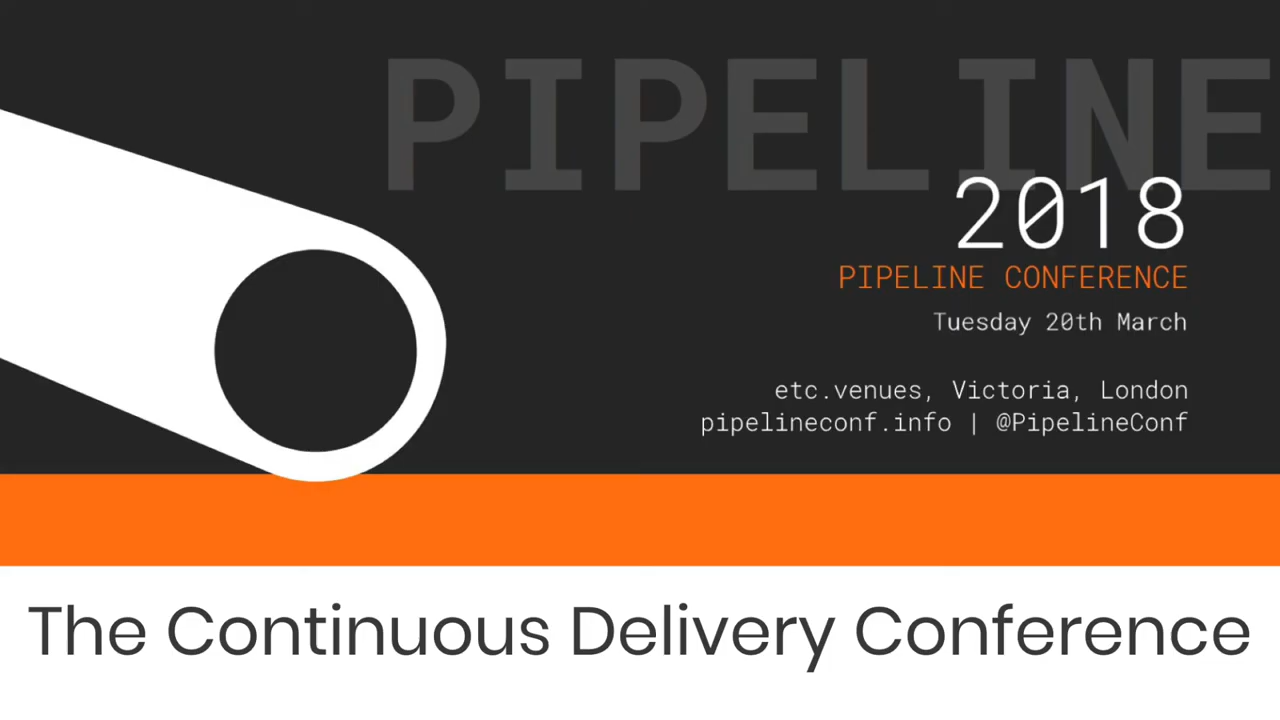 PIPELINE
2018
PIPELINE CONFERENCE
Tuesday 20th March
etc.venues, Victoria, London
pipelineconf.info | @PipelineConf
The Continuous Delivery Conference